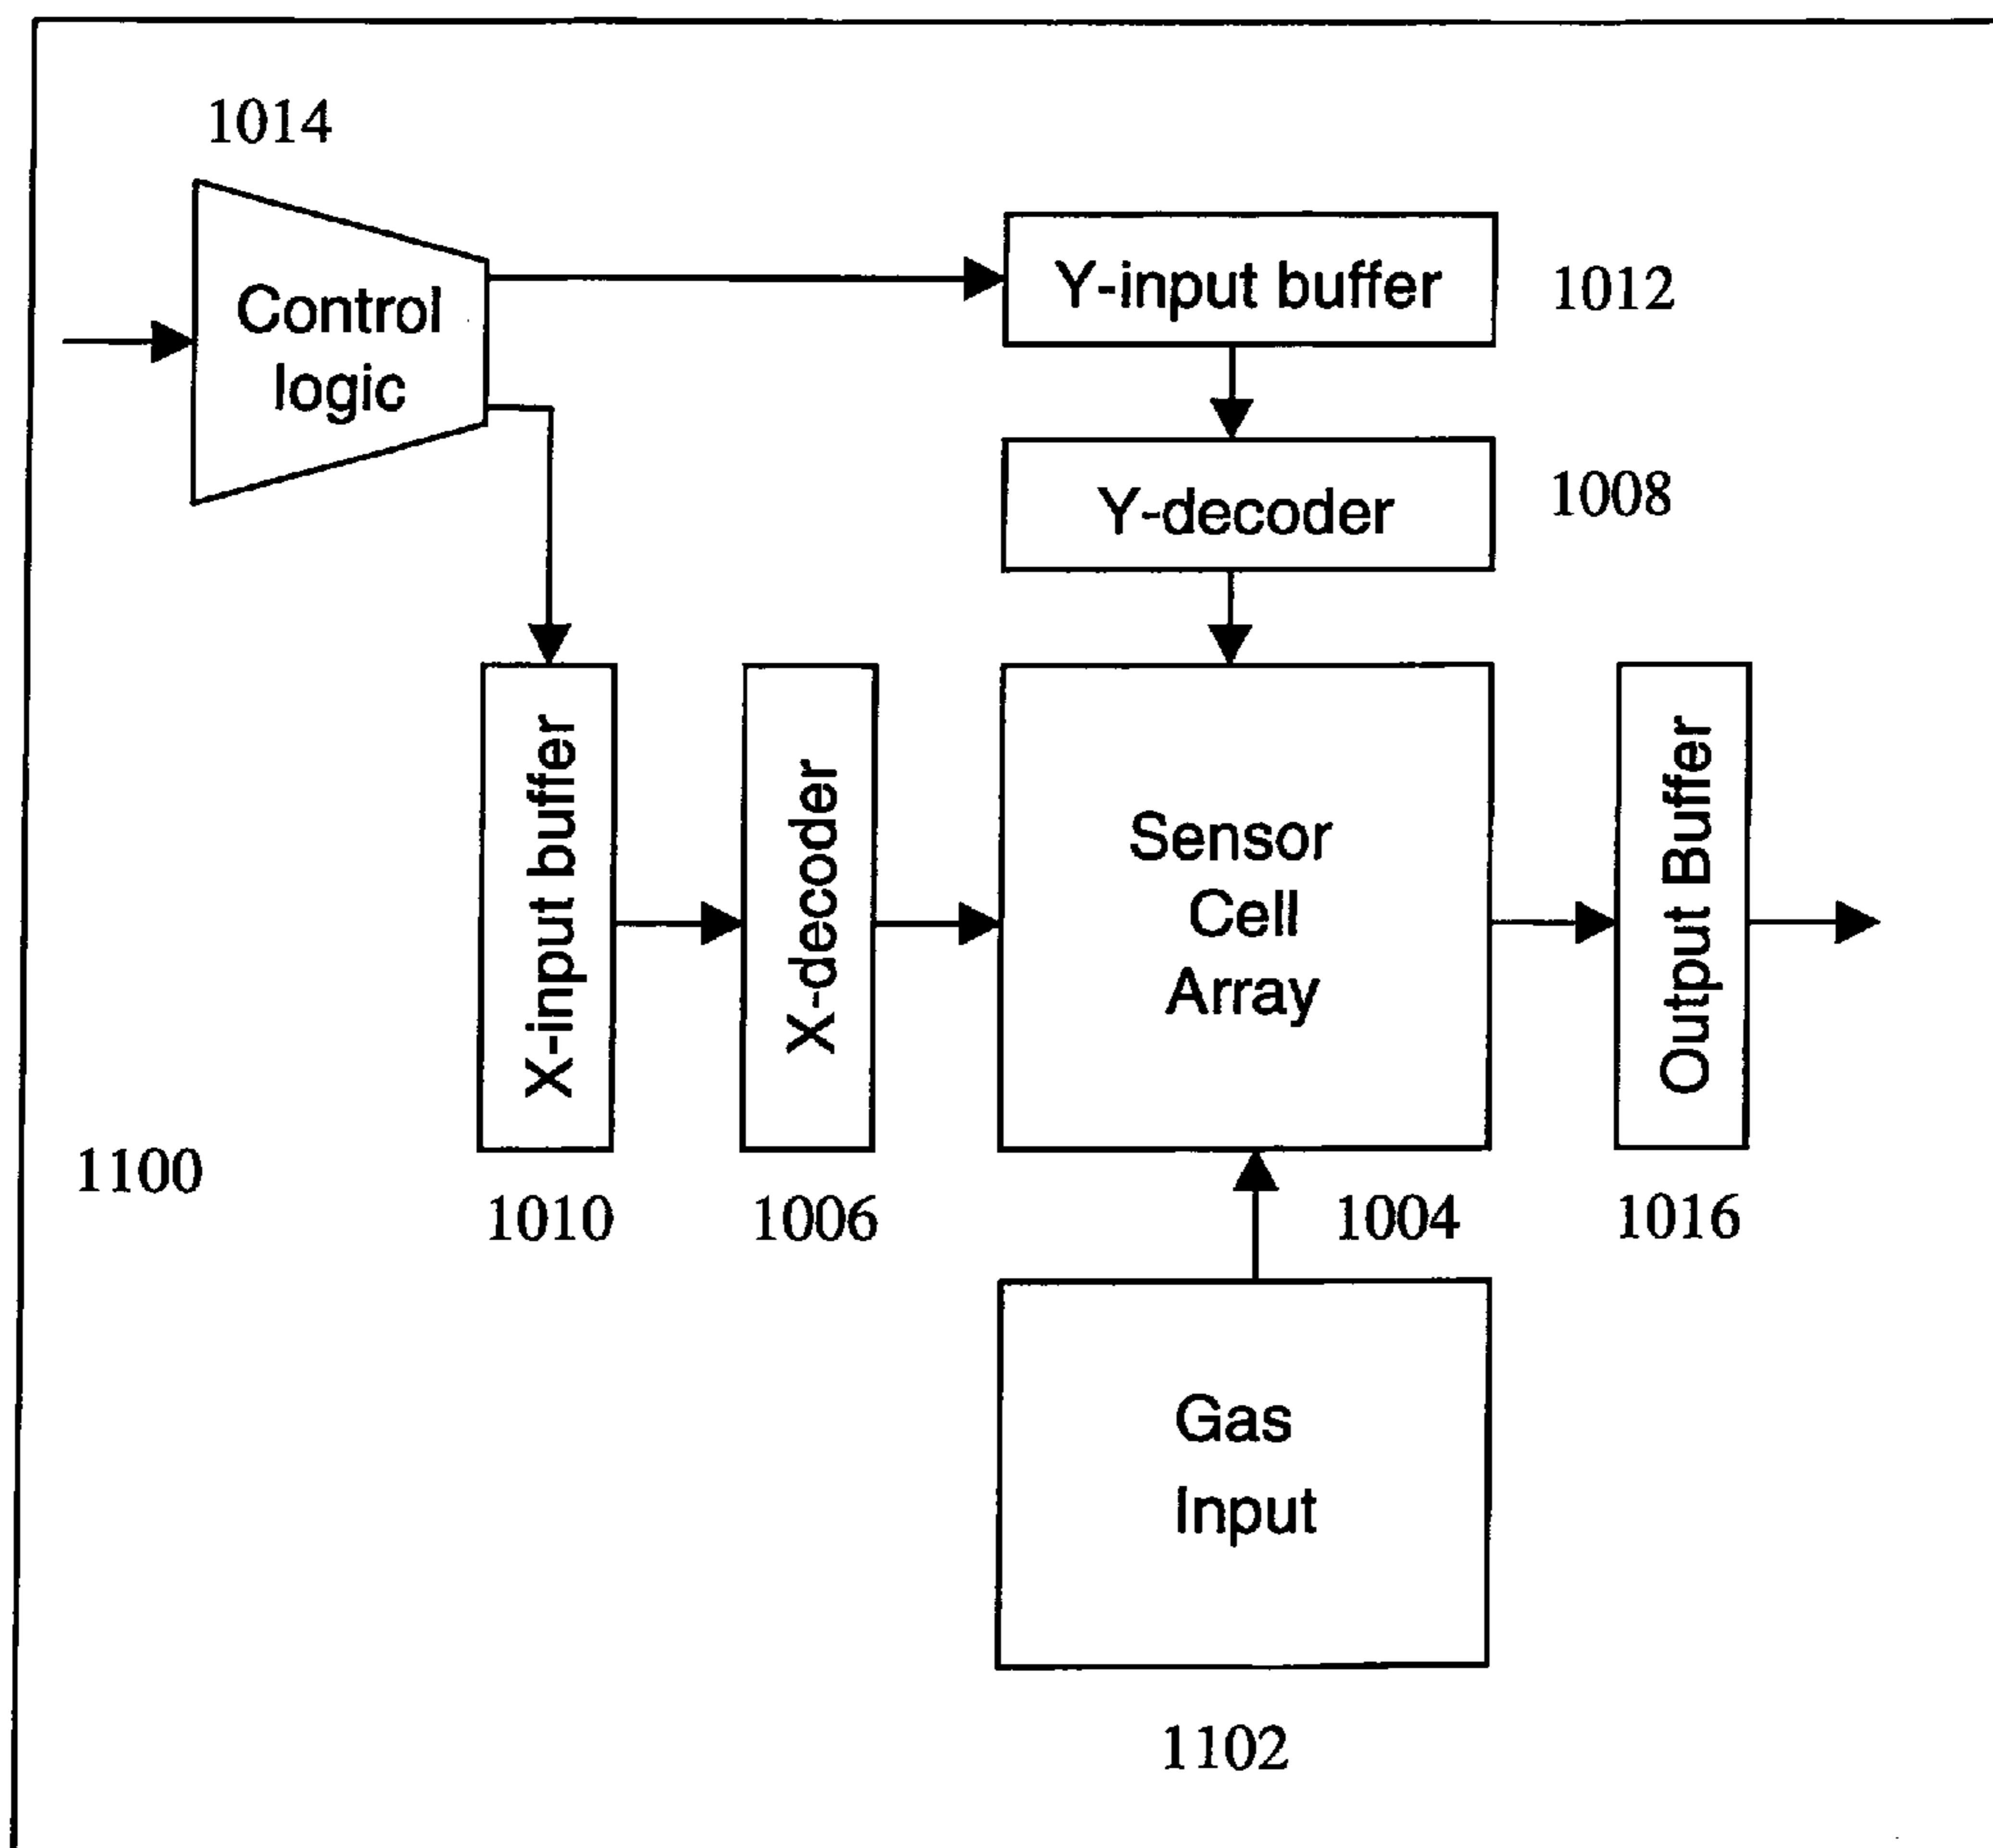 1014
Control
logic
Y-input buffer
1012
Y-decoder
1008
X-input buffer
X-decoder
Sensor
Cell
Array
Output Buffer
1100
1010
1006
1004
1016
Gas
Input
1102